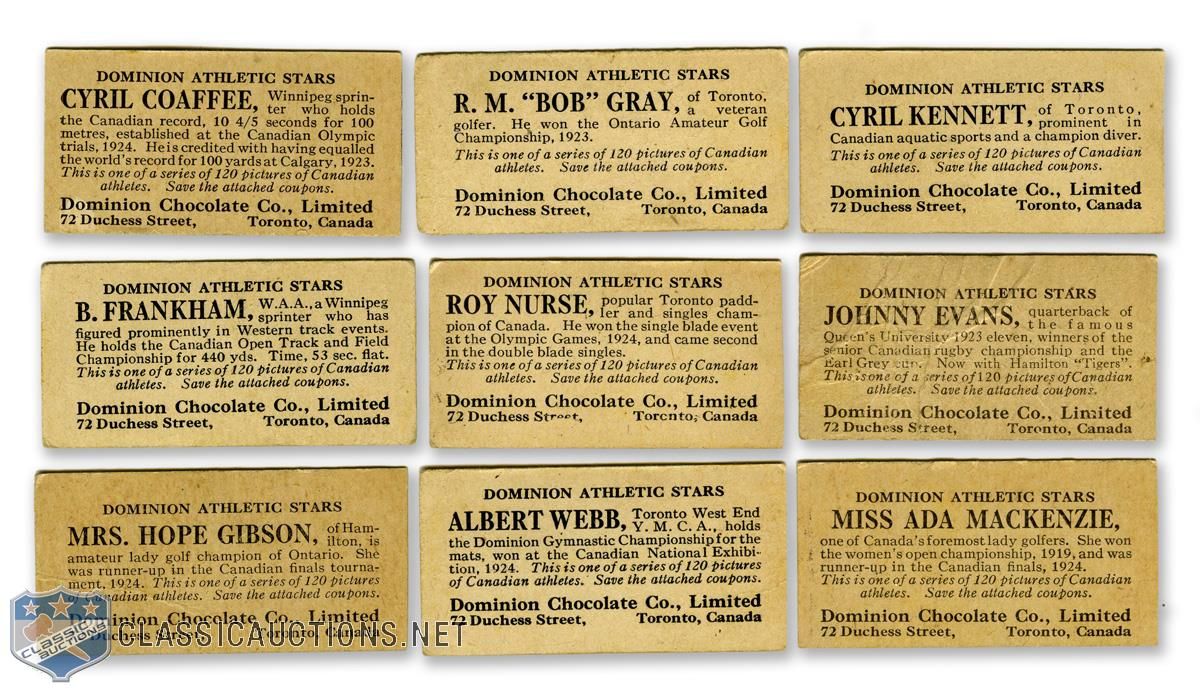 DOMINION ATHLETIC STARS
CYRIL COAFFEE, Winnipeg sprin-
ter who holds
the Canadian record, 10 4/5 seconds for 100
metres, established at the Canadian Olympic
trials, 1924. He is credited with having equalled
the world's record for 100 yards at Calgary, 1923.
This is one of a series of 120 pictures of Canadian
athletes. Save the attached coupons.
Dominion Chocolate Co., Limited
72 Duchess Street, Toronto, Canada
DOMINION ATHLETIC STARS
R. M. "BOB" GRAY, of Toronto,
a veteran
golfer. He won the Ontario Amateur Golf
Championship, 1923.
This is one of a series of 120 pictures of Canadian
athletes. Save the attached coupons.
Dominion Chocolate Co., Limited
72 Duchess Street, Toronto, Canada
DOMINION ATHLETIC STARS
CYRIL KENNETT, of Toronto,
prominent in
Canadian aquatic sports and a champion diver.
This is one of a series of 120 pictures of Canadian
athletes. Save the attached coupons.
Dominion Chocolate Co., Limited
72 Duchess Street, Toronto, Canada
DOMINION ATHLETIC STARS
B. FRANKHAM, W.A.A., a Winnipeg
sprinter who has
figured prominently in Western track events.
He holds the Canadian Open Track and Field
Championship for 440 yds. Time, 53 sec. flat.
This is one of a series of 120 pictures of Canadian
athletes. Save the attached coupons.
Dominion Chocolate Co., Limited
72 Duchess Street, Toronto, Canada
DOMINION ATHLETIC STARS
ROY NURSE, popular Toronto padd-
ler and singles cham-
pion of Canada. He won the single blade event
at the Olympic Games, 1924, and came second
in the double blade singles.
This is one of a series of 120 pictures of Canadian
athletes. Save the attached coupons.
Dominion Chocolate Co., Limited
72 Duchess Street, Toronto, Canada
DOMINION ATHLETIC STARS
JOHNNY EVANS, quarterback of
the famous
Queen's University 1923 eleven, winners of the
senior Canadian rugby championship and the
Earl Grey cup. Now with Hamilton "Tigers".
This is one of a series of 120 pictures of Canadian
athletes. Save the attached coupons.
Dominion Chocolate Co., Limited
72 Duchess Street, Toronto, Canada
DOMINION ATHLETIC STARS
MRS. HOPE GIBSON, of Ham-
ilton, is
amateur lady golf champion of Ontario. She
was runner-up in the Canadian finals tourna-
ment, 1924. This is one of a series of 120 pictures
of Canadian athletes. Save the attached coupons.
Dominion Chocolate Co., Limited
72 Duchess Street, Toronto, Canada
DOMINION ATHLETIC STARS
ALBERT WEBB, Toronto West End
Y. M. C. A., holds
the Dominion Gymnastic Championship for the
mats, won at the Canadian National Exhibi-
tion, 1924. This is one of a series of 120 pictures
of Canadian athletes. Save the attached coupons.
Dominion Chocolate Co., Limited
72 Duchess Street, Toronto, Canada
DOMINION ATHLETIC STARS
MISS ADA MACKENZIE,
one of Canada's foremost lady golfers. She won
the women's open championship, 1919, and was
runner-up in the Canadian finals, 1924.
This is one of a series of 120 pictures of Canadian
athletes. Save the attached coupons.
Dominion Chocolate Co., Limited
72 Duchess Street, Toronto, Canada
CLASSIC
AUCTIONS
CLASSICAUCTIONS.NET